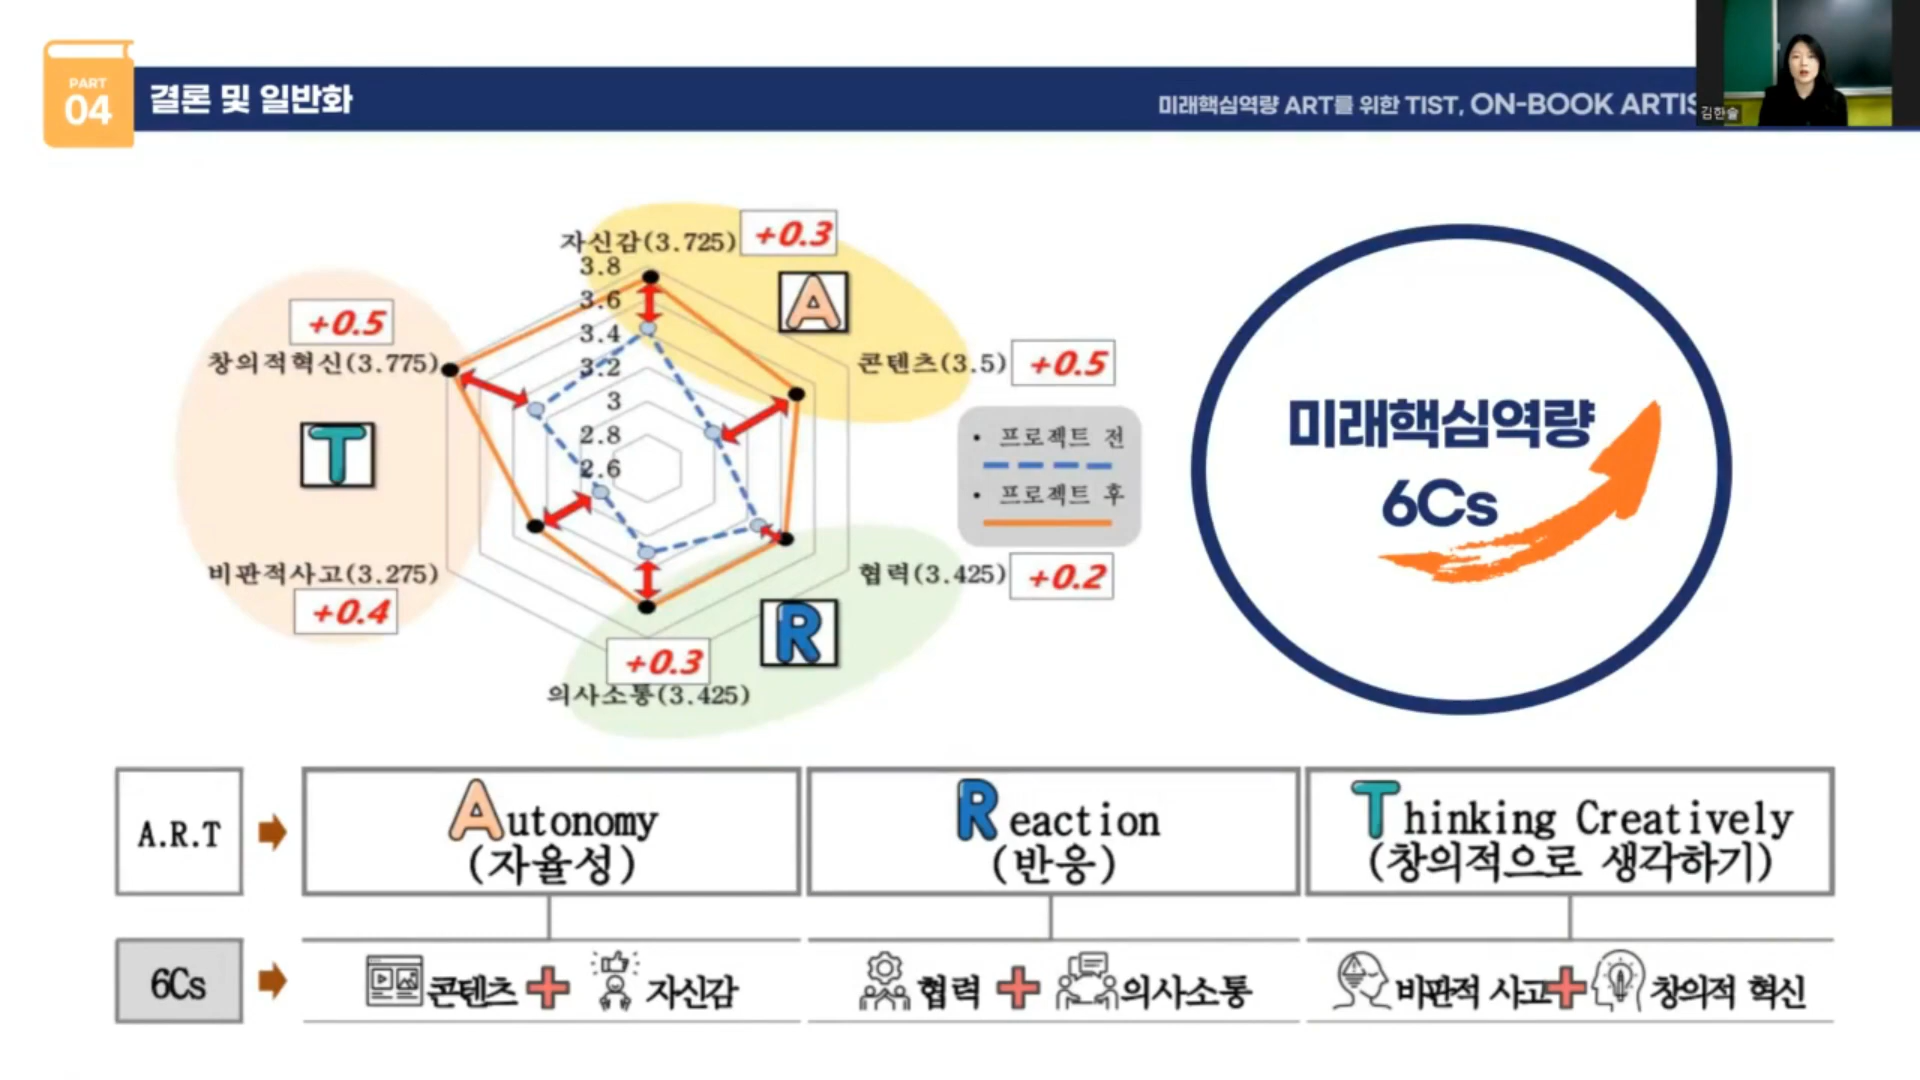 PART
04
결론 및 일반화
미래핵심역량 ART를 위한 TIST, ON-BOOK ARTIS
김한솔
자신감(3.725)
+0.3
3.8
3.6
3.4
3.2
3
2.8
2.6
A
+0.5
창의적혁신(3.775)
콘텐츠(3.5)
+0.5
T
• 프로젝트 전
• 프로젝트 후
비판적사고(3.275)
+0.4
협력(3.425)
+0.2
R
+0.3
의사소통(3.425)
미래핵심역량
6Cs
A.R.T
Autonomy
(자율성)
Reaction
(반응)
Thinking Creatively
(창의적으로 생각하기)
6Cs
콘텐츠 + 자신감
협력 + 의사소통
비판적 사고 + 창의적 혁신